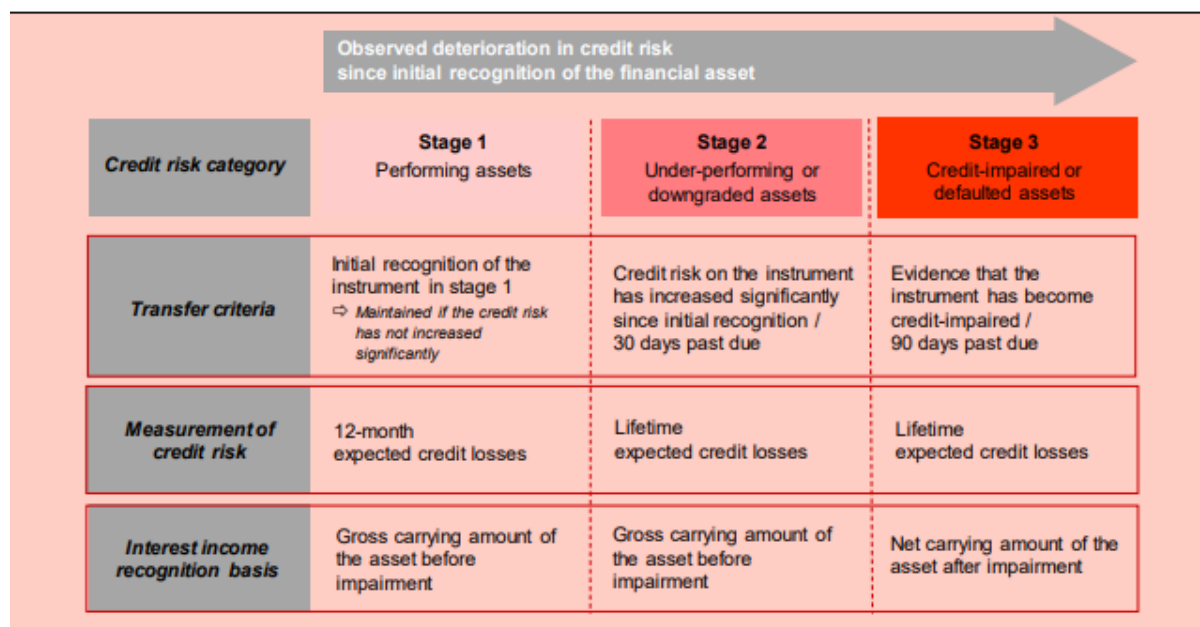 Observed deterioration in credit risk
since initial recognition of the financial asset
Credit risk category
Stage 1
Performing assets
Stage 2
Under-performing or
downgraded assets
Stage 3
Credit-impaired or
defaulted assets
Transfer criteria
Initial recognition of the
instrument in stage 1
⇨ Maintained if the credit risk
has not increased
significantly
Credit risk on the instrument
has increased significantly
since initial recognition /
30 days past due
Evidence that the
instrument has become
credit-impaired /
90 days past due
Measurement of
credit risk
12-month
expected credit losses
Lifetime
expected credit losses
Lifetime
expected credit losses
Interest income
recognition basis
Gross carrying amount of
the asset before
impairment
Gross carrying amount of
the asset before
impairment
Net carrying amount of the
asset after impairment